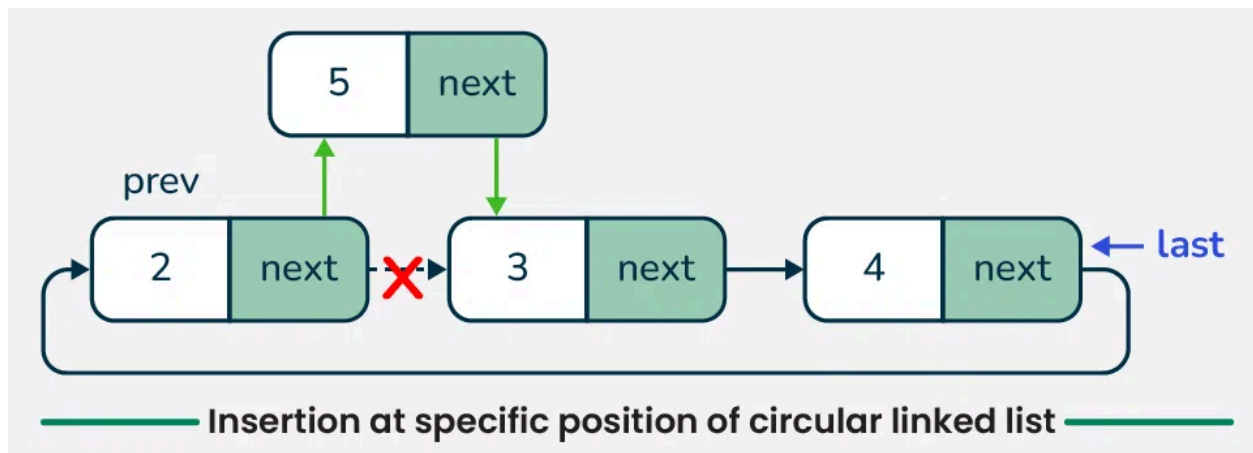 5 next
prev
2 next 3 next 4 next last
Insertion at specific position of circular linked list